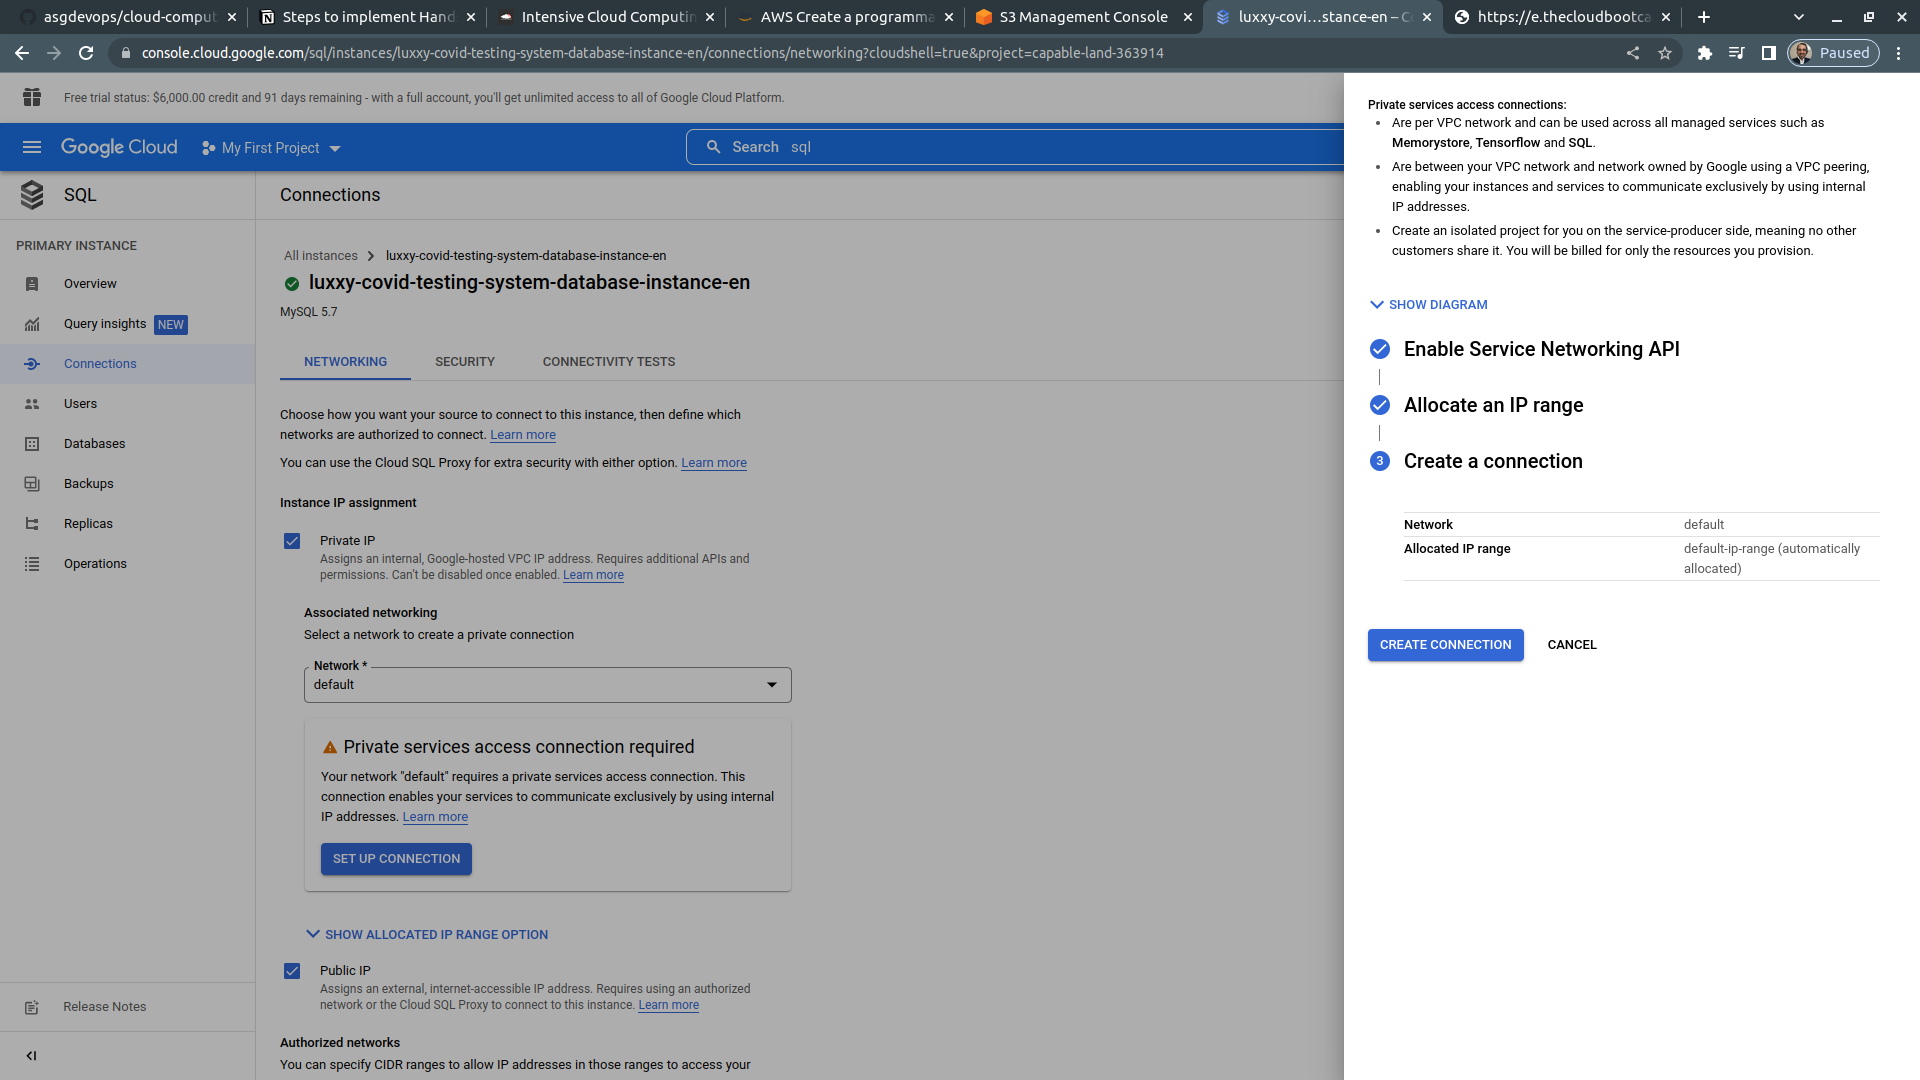 asgdevops/cloud-comput
Steps to implement Hand
Intensive Cloud Computin
AWS Create a programma
S3 Management Console
luxxy-covi…stance-en – C
https://e.thecloudbootca
console.cloud.google.com/sql/instances/luxxy-covid-testing-system-database-instance-en/connections/networking?cloudshell=true&project=capable-land-363914
Paused
Free trial status: $6,000.00 credit and 91 days remaining - with a full account, you'll get unlimited access to all of Google Cloud Platform.
Google Cloud
My First Project
Search sql
SQL
PRIMARY INSTANCE
Overview
Query insights NEW
Connections
Users
Databases
Backups
Replicas
Operations
Release Notes
Connections
All instances
luxxy-covid-testing-system-database-instance-en
luxxy-covid-testing-system-database-instance-en
MySQL 5.7
NETWORKING
SECURITY
CONNECTIVITY TESTS
Choose how you want your source to connect to this instance, then define which
networks are authorized to connect. Learn more
You can use the Cloud SQL Proxy for extra security with either option. Learn more
Instance IP assignment
Private IP
Assigns an internal, Google-hosted VPC IP address. Requires additional APIs and
permissions. Can't be disabled once enabled. Learn more
Associated networking
Select a network to create a private connection
Network *
default
Private services access connection required
Your network "default" requires a private services access connection. This
connection enables your services to communicate exclusively by using internal
IP addresses. Learn more
SET UP CONNECTION
SHOW ALLOCATED IP RANGE OPTION
Public IP
Assigns an external, internet-accessible IP address. Requires using an authorized
network or the Cloud SQL Proxy to connect to this instance. Learn more
Authorized networks
You can specify CIDR ranges to allow IP addresses in those ranges to access your
Private services access connections:
Are per VPC network and can be used across all managed services such as
Memorystore, Tensorflow and SQL.
Are between your VPC network and network owned by Google using a VPC peering,
enabling your instances and services to communicate exclusively by using internal
IP addresses.
Create an isolated project for you on the service-producer side, meaning no other
customers share it. You will be billed for only the resources you provision.
SHOW DIAGRAM
Enable Service Networking API
Allocate an IP range
3 Create a connection
Network default
Allocated IP range default-ip-range (automatically
allocated)
CREATE CONNECTION
CANCEL